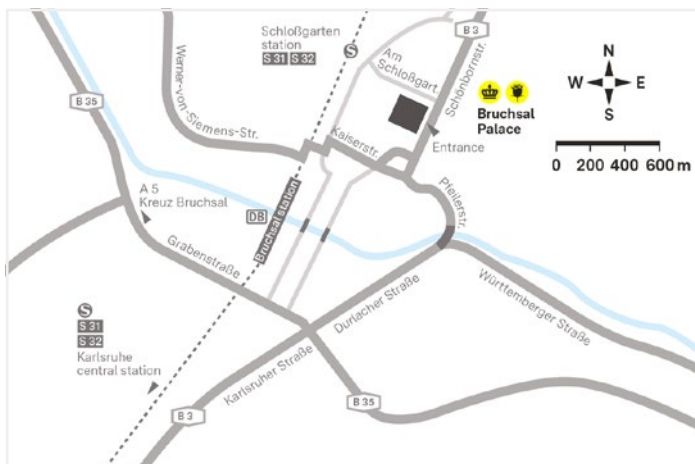 Schloßgarten
station
S 31 S 32
S
B 3
Am
Schloßgart.
Schönbornstr.
Werner-von-Siemens-Str.
B 35
Kaiserstr.
Entrance
Bruchsal
Palace
N
W E
S
0 200 400 600 m
A 5
Kreuz Bruchsal
DB
Bruchsal station
Pfeilerstr.
Grabenstraße
Durlacher Straße
Württemberger Straße
S
S 31
S 32
Karlsruhe
central station
Karlsruher Straße
B 3
B 35